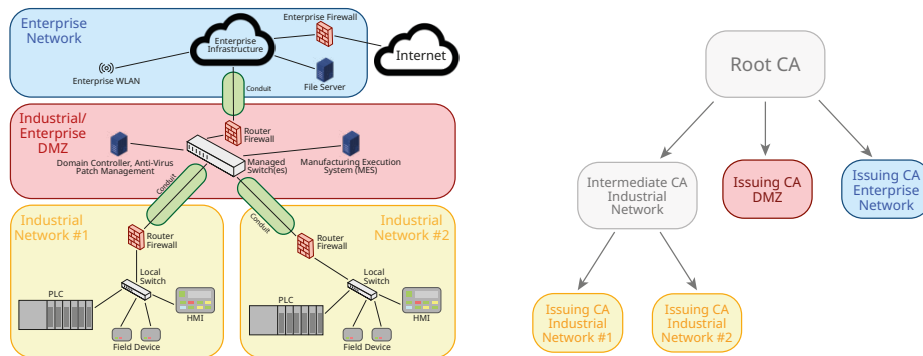 Enterprise
Network
Enterprise Firewall
Enterprise
Infrastructure
Internet
Enterprise WLAN
File Server
Conduit
Industrial/
Enterprise
DMZ
Router
Firewall
Domain Controller, Anti-Virus
Patch Management
Managed
Switch(es)
Manufacturing Execution
System (MES)
Conduit
Conduit
Industrial
Network #1
Router
Firewall
Local
Switch
PLC
HMI
Field Device
Industrial
Network #2
Router
Firewall
Local
Switch
PLC
HMI
Field Device
Root CA
Intermediate CA
Industrial
Network
Issuing CA
DMZ
Issuing CA
Enterprise
Network
Issuing CA
Industrial
Network #1
Issuing CA
Industrial
Network #2